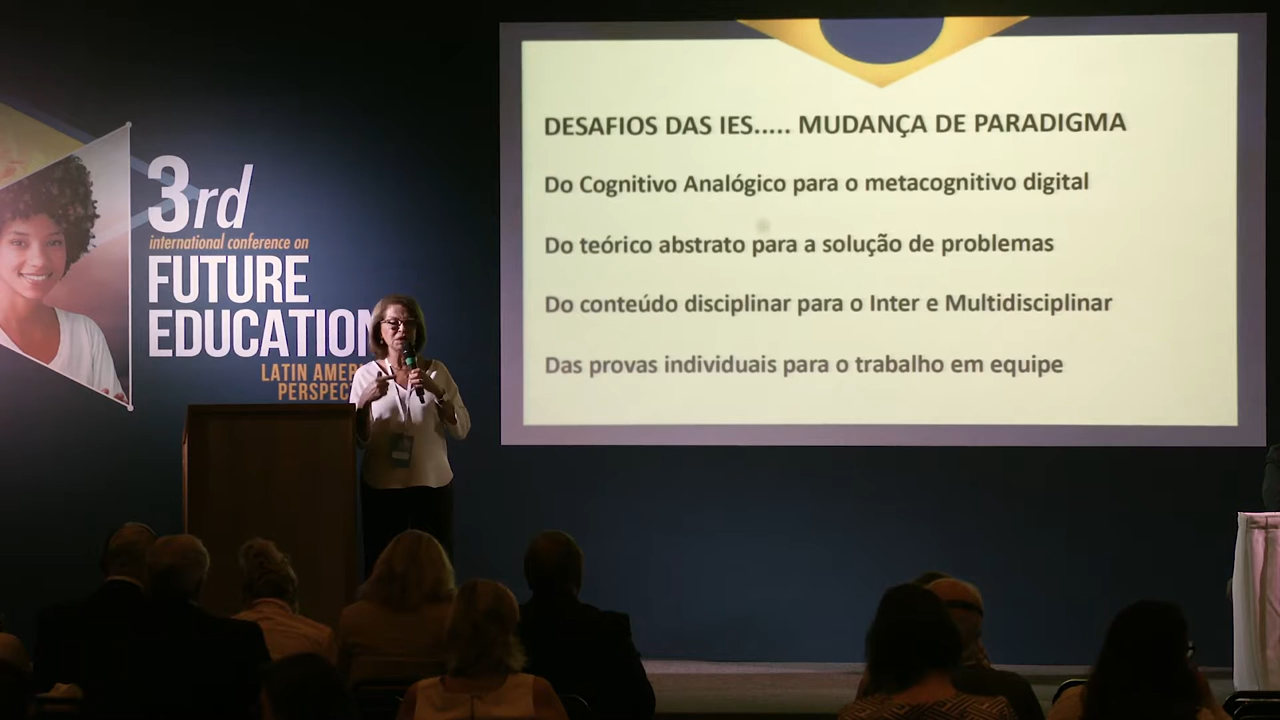 3rd
international conference on
FUTURE
EDUCATION
LATIN
DESAFIOS DAS IES..... MUDANÇA DE PARADIGMA
Do Cognitivo Analógico para o metacognitivo digital
Do teórico abstrato para a solução de problemas
Do conteúdo disciplinar para o Inter e Multidisciplinar
Das provas individuais para o trabalho em equipe